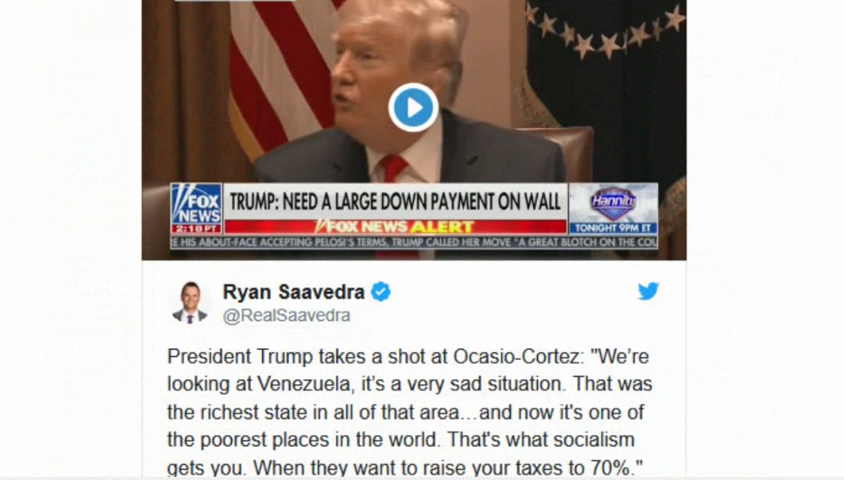 TRUMP: NEED A LARGE DOWN PAYMENT ON WALL
FOX
NEWS
2:18 PT
FOX NEWS ALERT
Hannity
TONIGHT 9PM ET
E HIS ABOUT-FACE ACCEPTING PELOSI'S TERMS, TRUMP CALLED HER MOVE "A GREAT BLOTCH ON THE COU
Ryan Saavedra
@RealSaavedra
President Trump takes a shot at Ocasio-Cortez: "We’re
looking at Venezuela, it’s a very sad situation. That was
the richest state in all of that area…and now it's one of
the poorest places in the world. That's what socialism
gets you. When they want to raise your taxes to 70%."